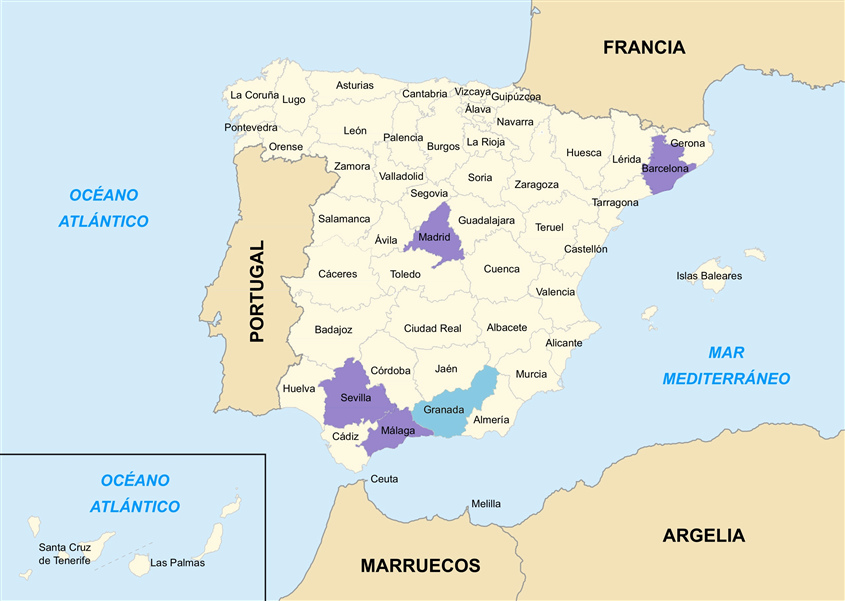 FRANCIA
Asturias
Cantabria
Vizcaya
Guipúzcoa
La Coruña
Lugo
Álava
Navarra
Pontevedra
León
Palencia
Burgos
La Rioja
Gerona
Orense
Huesca
Lérida
Barcelona
Zamora
Valladolid
Soria
Zaragoza
Segovia
Tarragona
OCÉANO
ATLÁNTICO
Salamanca
Guadalajara
Teruel
Ávila
Madrid
Castellón
PORTUGAL
Cáceres
Toledo
Cuenca
Islas Baleares
Valencia
Badajoz
Ciudad Real
Albacete
Alicante
MAR
MEDITERRÁNEO
Córdoba
Jaén
Murcia
Huelva
Sevilla
Granada
Almería
Málaga
Cádiz
Ceuta
Melilla
OCÉANO
ATLÁNTICO
Santa Cruz
de Tenerife
Las Palmas
MARRUECOS
ARGELIA